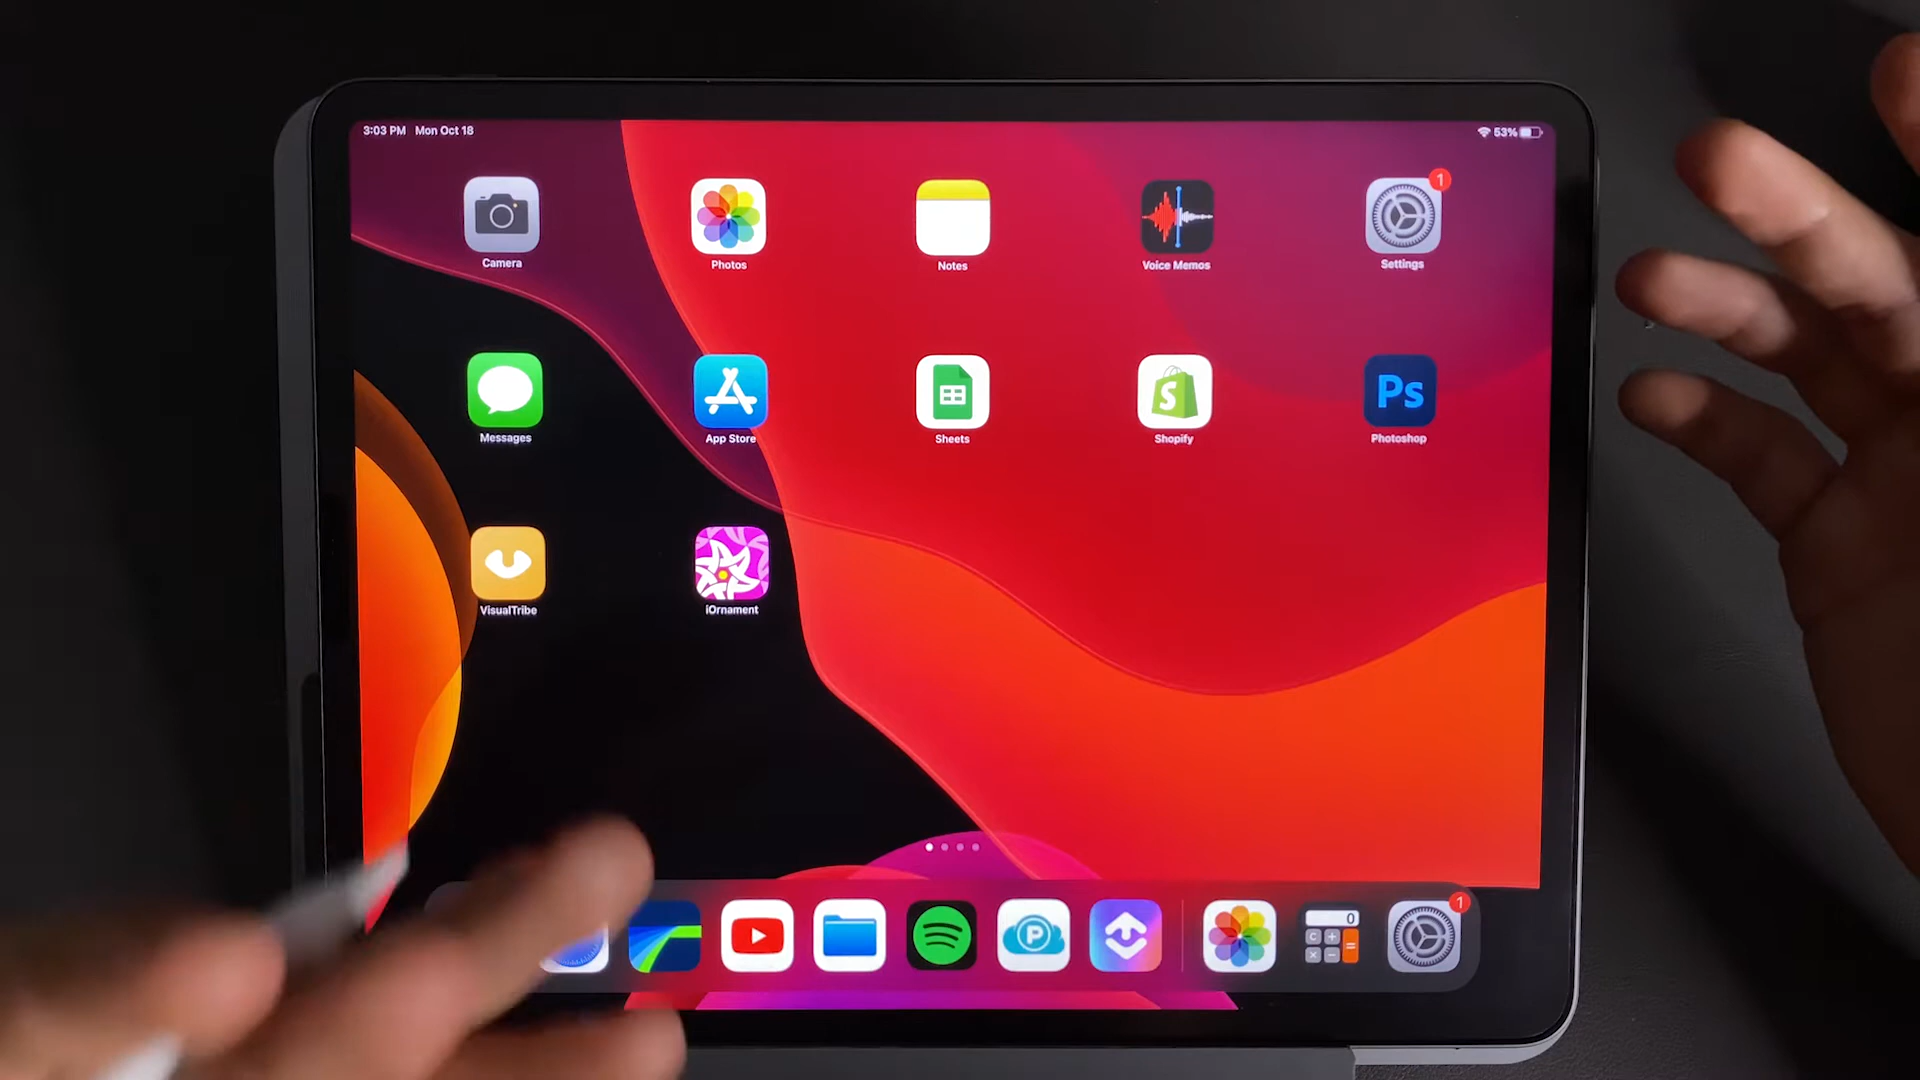 3:03 PM Mon Oct 18
53%
Camera
Photos
Notes
Voice Memos
1
Settings
Messages
App Store
Sheets
S
Shopify
Ps
Photoshop
VisualTribe
iOrnament
P
0
C + =
× −
1